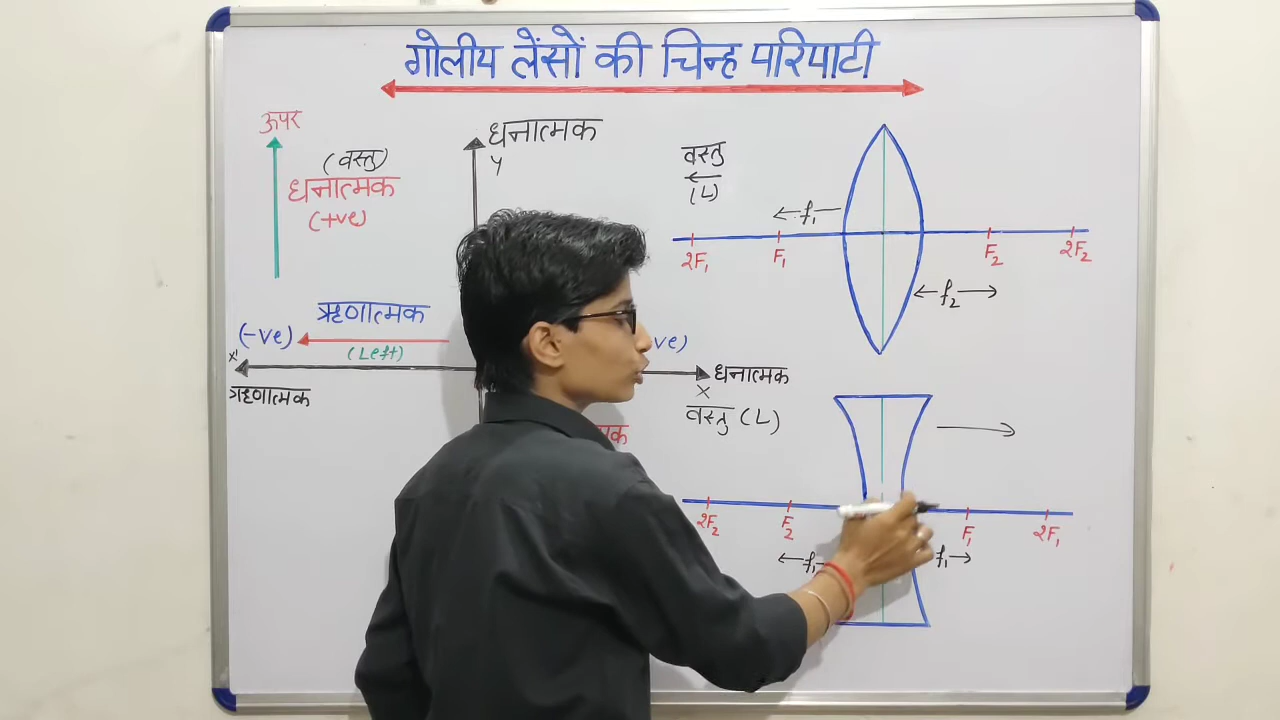 गोलीय लेंसों की चिन्ह परिपाटी
ऊपर
(वस्तु)
धनात्मक
(+ve)
धनात्मक
Y
ऋणात्मक
(-ve)
(Left)
X'
ऋणात्मक
ve)
धनात्मक
X
वस्तु
(L)
f₁
2F₁ F₁ F₂ 2F₂
f₂
वस्तु (L)
2F₂ F₂ F₁ 2F₁
f₁ f₁